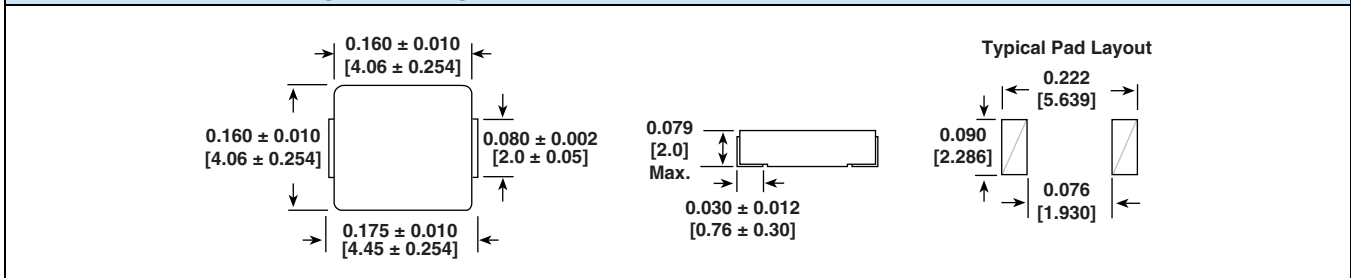 0.160 ± 0.010
[4.06 ± 0.254]
0.160 ± 0.010
[4.06 ± 0.254]
0.080 ± 0.002
[2.0 ± 0.05]
0.175 ± 0.010
[4.45 ± 0.254]
0.079
[2.0]
Max.
0.030 ± 0.012
[0.76 ± 0.30]
Typical Pad Layout
0.222
[5.639]
0.090
[2.286]
0.076
[1.930]